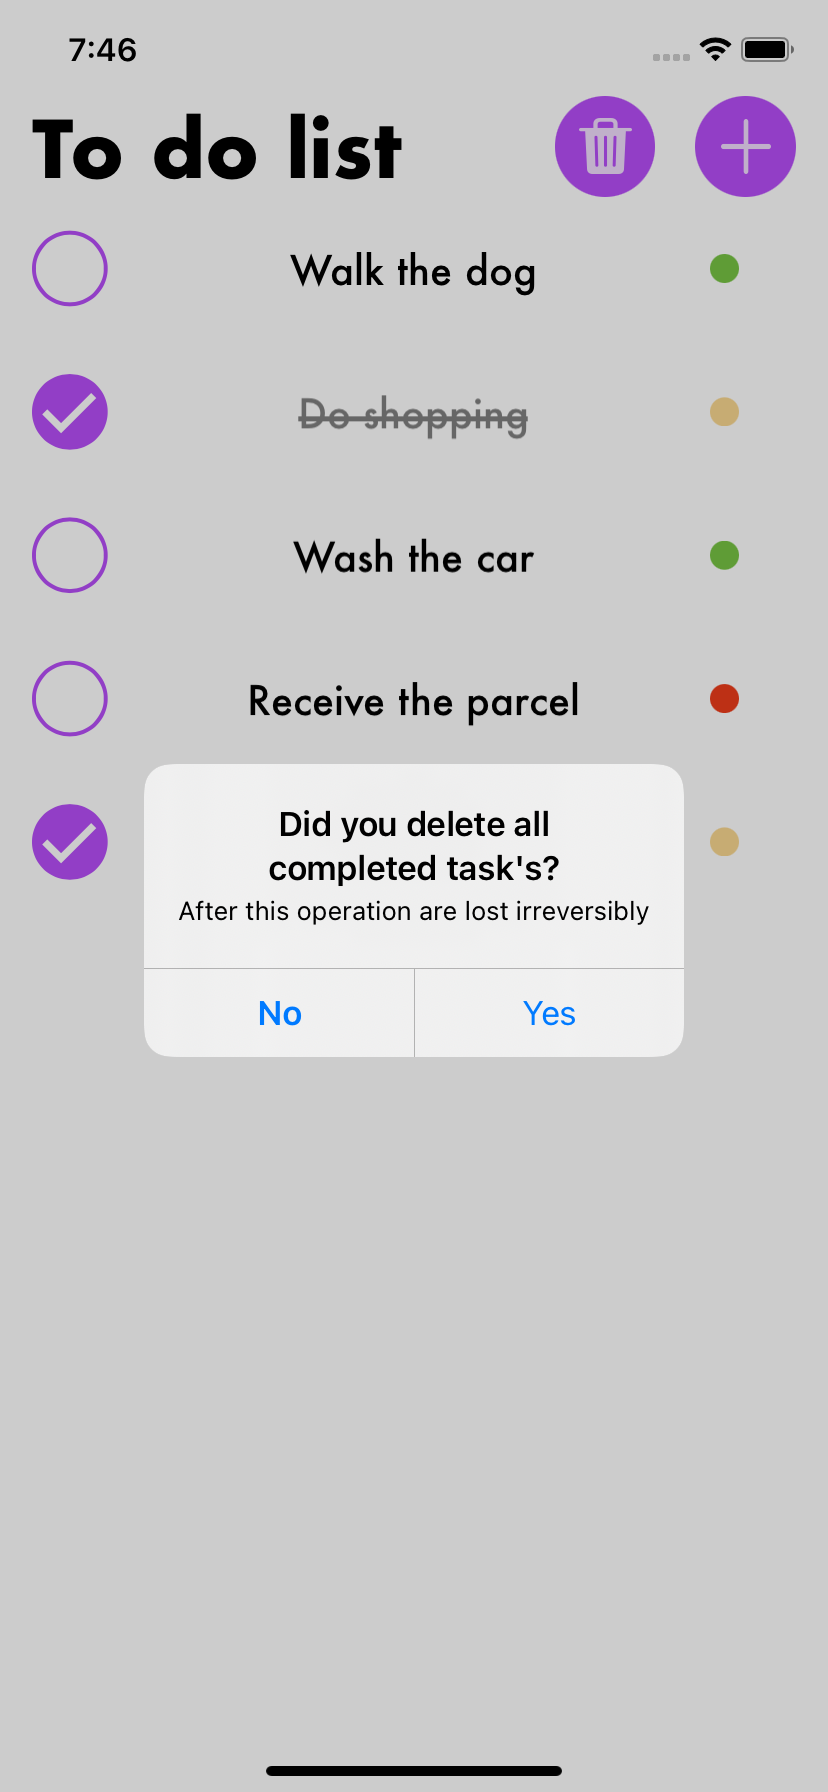 7:46
To do list
Walk the dog
Do shopping
Wash the car
Receive the parcel
Did you delete all
completed task's?
After this operation are lost irreversibly
No
Yes